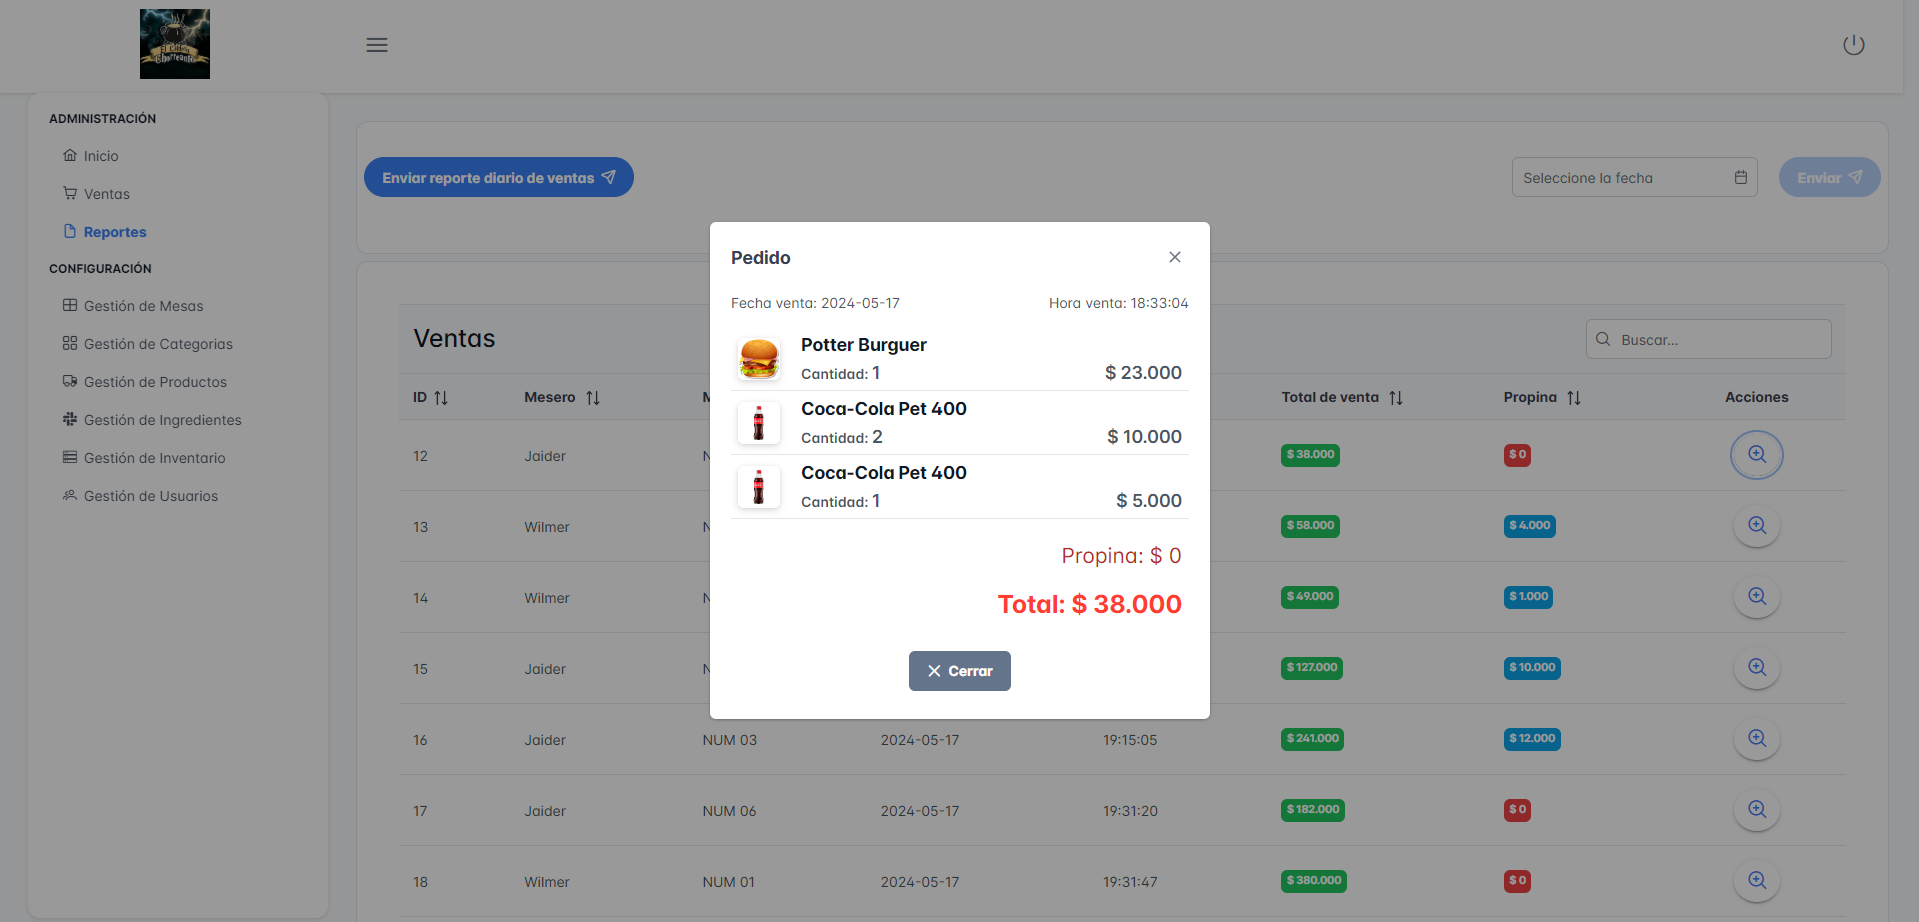 El Caldero
Chorreante
ADMINISTRACIÓN
Inicio
Ventas
Reportes
CONFIGURACIÓN
Gestión de Mesas
Gestión de Categorias
Gestión de Productos
Gestión de Ingredientes
Gestión de Inventario
Gestión de Usuarios
Enviar reporte diario de ventas
Seleccione la fecha
Enviar
Ventas
Buscar...
ID Mesero Total de venta Propina Acciones
12 Jaider $ 38.000 $ 0
13 Wilmer $ 58.000 $ 4.000
14 Wilmer $ 49.000 $ 1.000
15 Jaider $ 127.000 $ 10.000
16 Jaider NUM 03 2024-05-17 19:15:05 $ 241.000 $ 12.000
17 Jaider NUM 06 2024-05-17 19:31:20 $ 182.000 $ 0
18 Wilmer NUM 01 2024-05-17 19:31:47 $ 380.000 $ 0
Pedido
Fecha venta: 2024-05-17 Hora venta: 18:33:04
Potter Burguer
Cantidad: 1 $ 23.000
Coca-Cola Pet 400
Cantidad: 2 $ 10.000
Coca-Cola Pet 400
Cantidad: 1 $ 5.000
Propina: $ 0
Total: $ 38.000
Cerrar